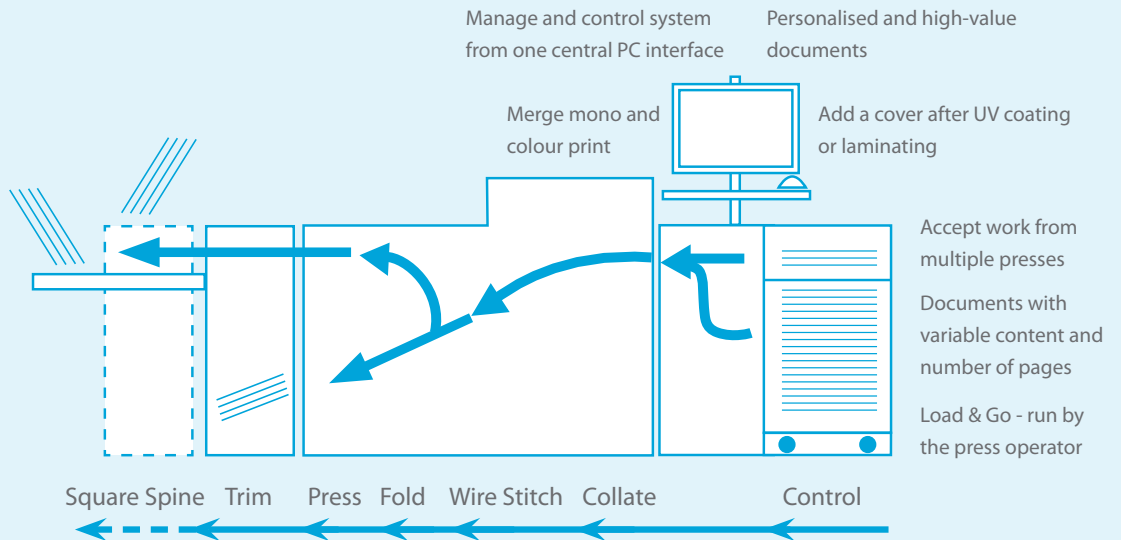 Manage and control system
from one central PC interface
Personalised and high-value
documents
Merge mono and
colour print
Add a cover after UV coating
or laminating
Accept work from
multiple presses
Documents with
variable content and
number of pages
Load & Go - run by
the press operator
Square Spine Trim Press Fold Wire Stitch Collate Control